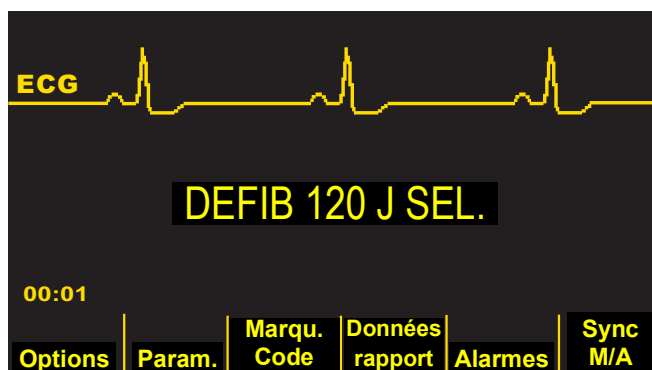 ECG
DEFIB 120 J SEL.
00:01
Options Param. Marqu. Code Données rapport Alarmes Sync M/A